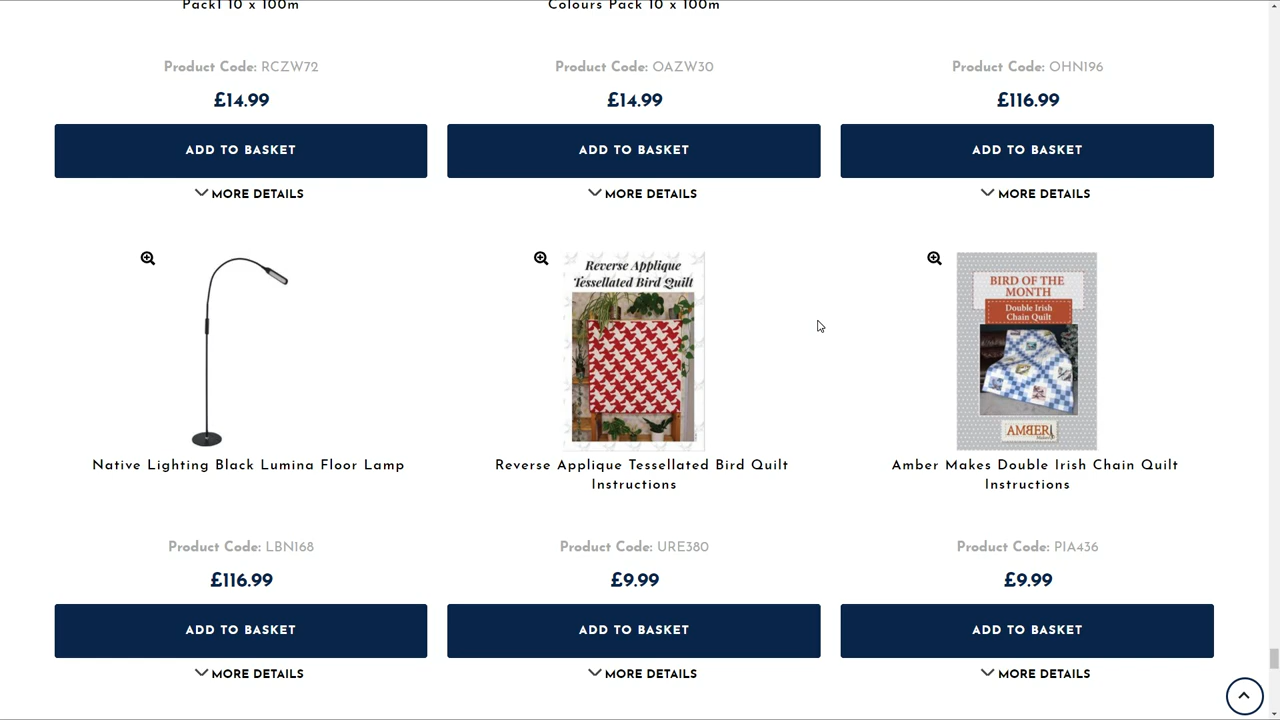 Pack1 10 x 100m
Colours Pack 10 x 100m
Product Code: RCZW72
Product Code: OAZW30
Product Code: OHN196
£14.99
£14.99
£116.99
ADD TO BASKET
ADD TO BASKET
ADD TO BASKET
MORE DETAILS
MORE DETAILS
MORE DETAILS
Reverse Applique
Tessellated Bird Quilt
BIRD OF THE
MONTH
Double Irish
Chain Quilt
AMBER
Makes
Native Lighting Black Lumina Floor Lamp
Reverse Applique Tessellated Bird Quilt
Instructions
Amber Makes Double Irish Chain Quilt
Instructions
Product Code: LBN168
Product Code: URE380
Product Code: PIA436
£116.99
£9.99
£9.99
ADD TO BASKET
ADD TO BASKET
ADD TO BASKET
MORE DETAILS
MORE DETAILS
MORE DETAILS